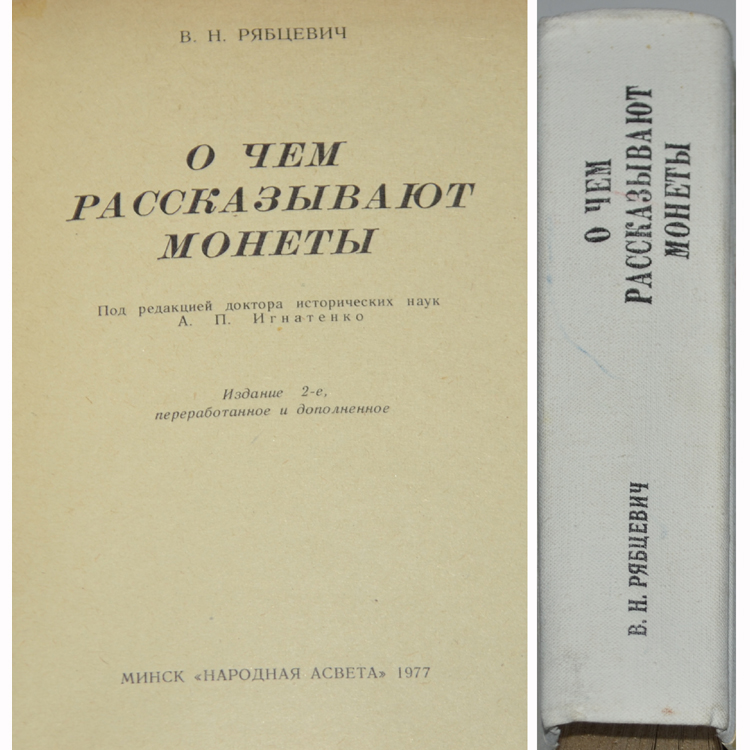 В. Н. РЯБЦЕВИЧ
О ЧЕМ
РАССКАЗЫВАЮТ
МОНЕТЫ
Под редакцией доктора исторических наук
А. П. Игнатенко
Издание 2-е,
переработанное и дополненное
МИНСК «НАРОДНАЯ АСВЕТА» 1977
О ЧЕМ
РАССКАЗЫВАЮТ
МОНЕТЫ
В. Н. РЯБЦЕВИЧ